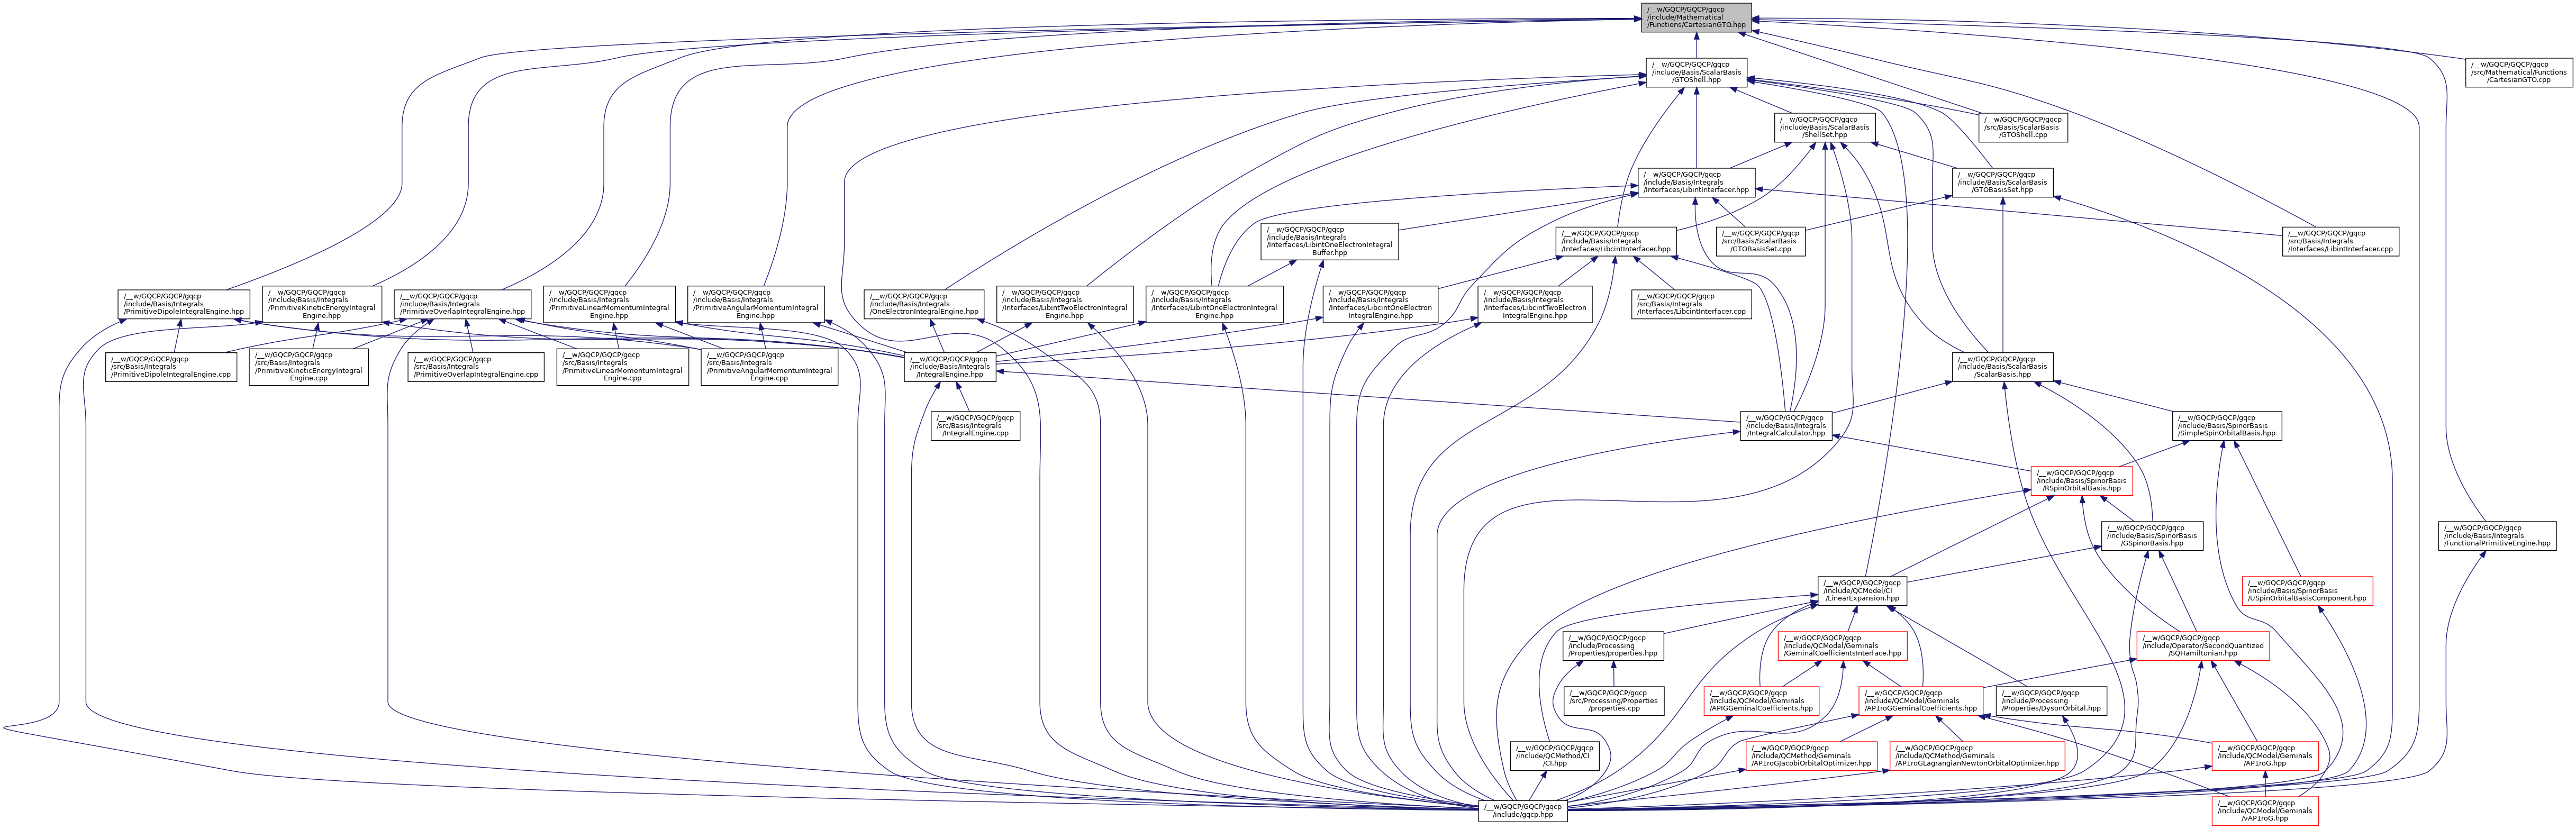 /__w/GQCP/GQCP/gqcp
/include/Mathematical
/Functions/CartesianGTO.hpp
/__w/GQCP/GQCP/gqcp
/include/Basis/ScalarBasis
/GTOShell.hpp
/__w/GQCP/GQCP/gqcp
/src/Mathematical/Functions
/CartesianGTO.cpp
/__w/GQCP/GQCP/gqcp
/include/Basis/ScalarBasis
/ShellSet.hpp
/__w/GQCP/GQCP/gqcp
/src/Basis/ScalarBasis
/GTOShell.cpp
/__w/GQCP/GQCP/gqcp
/include/Basis/Integrals
/Interfaces/LibintInterfacer.hpp
/__w/GQCP/GQCP/gqcp
/include/Basis/ScalarBasis
/GTOBasisSet.hpp
/__w/GQCP/GQCP/gqcp
/include/Basis/Integrals
/Interfaces/LibintOneElectronIntegral
Buffer.hpp
/__w/GQCP/GQCP/gqcp
/include/Basis/Integrals
/Interfaces/LibcintInterfacer.hpp
/__w/GQCP/GQCP/gqcp
/src/Basis/ScalarBasis
/GTOBasisSet.cpp
/__w/GQCP/GQCP/gqcp
/src/Basis/Integrals
/Interfaces/LibintInterfacer.cpp
/__w/GQCP/GQCP/gqcp
/include/Basis/Integrals
/PrimitiveDipoleIntegralEngine.hpp
/__w/GQCP/GQCP/gqcp
/include/Basis/Integrals
/PrimitiveKineticEnergyIntegral
Engine.hpp
/__w/GQCP/GQCP/gqcp
/include/Basis/Integrals
/PrimitiveOverlapIntegralEngine.hpp
/__w/GQCP/GQCP/gqcp
/include/Basis/Integrals
/PrimitiveLinearMomentumIntegral
Engine.hpp
/__w/GQCP/GQCP/gqcp
/include/Basis/Integrals
/PrimitiveAngularMomentumIntegral
Engine.hpp
/__w/GQCP/GQCP/gqcp
/include/Basis/Integrals
/OneElectronIntegralEngine.hpp
/__w/GQCP/GQCP/gqcp
/include/Basis/Integrals
/Interfaces/LibintTwoElectronIntegral
Engine.hpp
/__w/GQCP/GQCP/gqcp
/include/Basis/Integrals
/Interfaces/LibintOneElectronIntegral
Engine.hpp
/__w/GQCP/GQCP/gqcp
/include/Basis/Integrals
/Interfaces/LibcintOneElectron
IntegralEngine.hpp
/__w/GQCP/GQCP/gqcp
/include/Basis/Integrals
/Interfaces/LibcintTwoElectron
IntegralEngine.hpp
/__w/GQCP/GQCP/gqcp
/src/Basis/Integrals
/Interfaces/LibcintInterfacer.cpp
/__w/GQCP/GQCP/gqcp
/src/Basis/Integrals
/PrimitiveDipoleIntegralEngine.cpp
/__w/GQCP/GQCP/gqcp
/src/Basis/Integrals
/PrimitiveKineticEnergyIntegral
Engine.cpp
/__w/GQCP/GQCP/gqcp
/src/Basis/Integrals
/PrimitiveOverlapIntegralEngine.cpp
/__w/GQCP/GQCP/gqcp
/src/Basis/Integrals
/PrimitiveLinearMomentumIntegral
Engine.cpp
/__w/GQCP/GQCP/gqcp
/src/Basis/Integrals
/PrimitiveAngularMomentumIntegral
Engine.cpp
/__w/GQCP/GQCP/gqcp
/include/Basis/Integrals
/IntegralEngine.hpp
/__w/GQCP/GQCP/gqcp
/include/Basis/ScalarBasis
/ScalarBasis.hpp
/__w/GQCP/GQCP/gqcp
/src/Basis/Integrals
/IntegralEngine.cpp
/__w/GQCP/GQCP/gqcp
/include/Basis/Integrals
/IntegralCalculator.hpp
/__w/GQCP/GQCP/gqcp
/include/Basis/SpinorBasis
/SimpleSpinOrbitalBasis.hpp
/__w/GQCP/GQCP/gqcp
/include/Basis/SpinorBasis
/RSpinOrbitalBasis.hpp
/__w/GQCP/GQCP/gqcp
/include/Basis/SpinorBasis
/GSpinorBasis.hpp
/__w/GQCP/GQCP/gqcp
/include/Basis/Integrals
/FunctionalPrimitiveEngine.hpp
/__w/GQCP/GQCP/gqcp
/include/QCModel/CI
/LinearExpansion.hpp
/__w/GQCP/GQCP/gqcp
/include/Basis/SpinorBasis
/USpinOrbitalBasisComponent.hpp
/__w/GQCP/GQCP/gqcp
/include/Processing
/Properties/properties.hpp
/__w/GQCP/GQCP/gqcp
/include/QCModel/Geminals
/GeminalCoefficientsInterface.hpp
/__w/GQCP/GQCP/gqcp
/include/Operator/SecondQuantized
/SQHamiltonian.hpp
/__w/GQCP/GQCP/gqcp
/src/Processing/Properties
/properties.cpp
/__w/GQCP/GQCP/gqcp
/include/QCModel/Geminals
/APIGGeminalCoefficients.hpp
/__w/GQCP/GQCP/gqcp
/include/QCModel/Geminals
/AP1roGGeminalCoefficients.hpp
/__w/GQCP/GQCP/gqcp
/include/Processing
/Properties/DysonOrbital.hpp
/__w/GQCP/GQCP/gqcp
/include/QCMethod/CI
/CI.hpp
/__w/GQCP/GQCP/gqcp
/include/QCMethod/Geminals
/AP1roGJacobiOrbitalOptimizer.hpp
/__w/GQCP/GQCP/gqcp
/include/QCMethod/Geminals
/AP1roGLagrangianNewtonOrbitalOptimizer.hpp
/__w/GQCP/GQCP/gqcp
/include/QCModel/Geminals
/AP1roG.hpp
/__w/GQCP/GQCP/gqcp
/include/gqcp.hpp
/__w/GQCP/GQCP/gqcp
/include/QCModel/Geminals
/vAP1roG.hpp